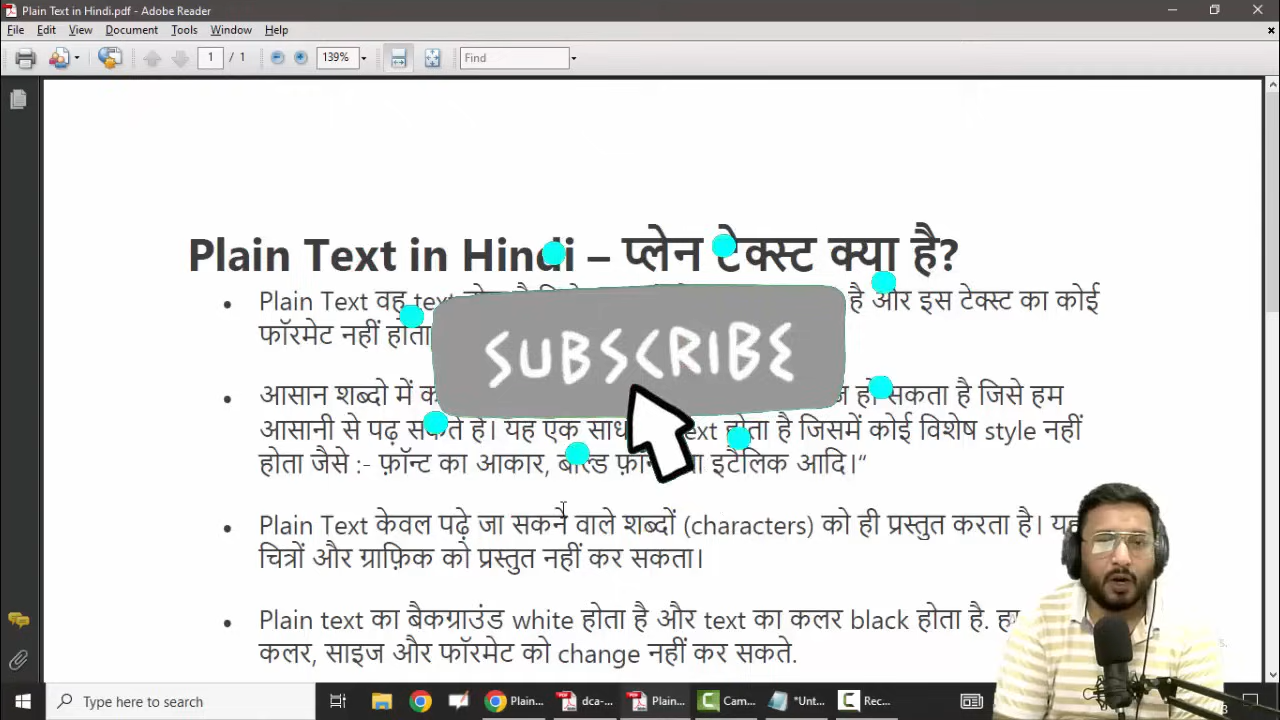 Plain Text in Hindi.pdf - Adobe Reader
File Edit View Document Tools Window Help
1 / 1 139% Find
Plain Text in Hindi – प्लेन टेक्स्ट क्या है?
• Plain Text वह text है और इस टेक्स्ट का कोई
फॉरमेट नहीं होता
SUBSCRIBE
• आसान शब्दो में हो सकता है जिसे हम
आसानी से पढ़ सकते हे। यह एक text होता है जिसमें कोई विशेष style नहीं
होता जैसे :- फ़ॉन्ट का आकार, बोल्ड इटैलिक आदि।“
• Plain Text केवल पढ़े जा सकने वाले शब्दों (characters) को ही प्रस्तुत करता है। यह
चित्रों और ग्राफ़िक को प्रस्तुत नहीं कर सकता।
• Plain text का बैकग्राउंड white होता है और text का कलर black होता है.
कलर, साइज और फॉरमेट को change नहीं कर सकते.
Type here to search Plain... dca-... Plain... Cam... *Unt... Rec...